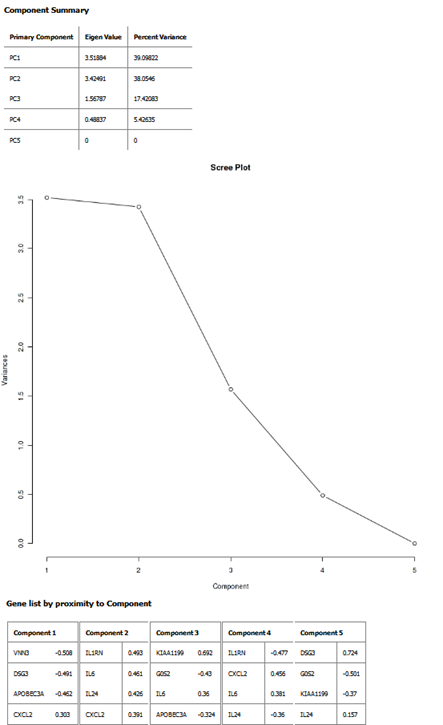 Component Summary
Primary Component Eigen Value Percent Variance
PC1 3.51884 39.09822
PC2 3.42491 38.0546
PC3 1.56787 17.42083
PC4 0.48837 5.42635
PC5 0 0
Scree Plot
3.5
3.0
2.5
2.0
1.5
1.0
0.5
0.0
Variances
1 2 3 4 5
Component
Gene list by proximity to Component
Component 1 Component 2 Component 3 Component 4 Component 5
VNN3 -0.508 IL1RN 0.493 KIAA1199 0.692 IL1RN -0.477 DSG3 0.724
DSG3 -0.491 IL6 0.461 G0S2 -0.43 CXCL2 0.456 G0S2 -0.501
APOBEC3A -0.462 IL24 0.426 IL6 0.36 IL6 0.381 KIAA1199 -0.37
CXCL2 0.303 CXCL2 0.391 APOBEC3A -0.324 IL24 -0.36 IL24 0.157